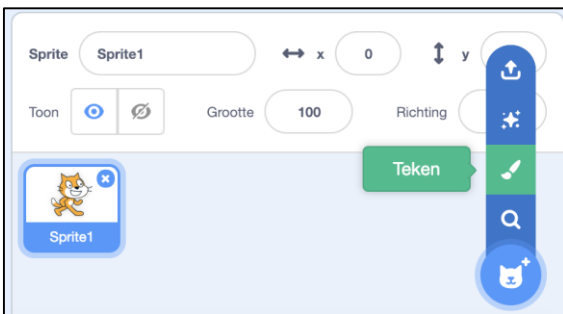 Sprite Sprite1 x 0 y
Toon Grootte 100 Richting
Teken
Sprite1